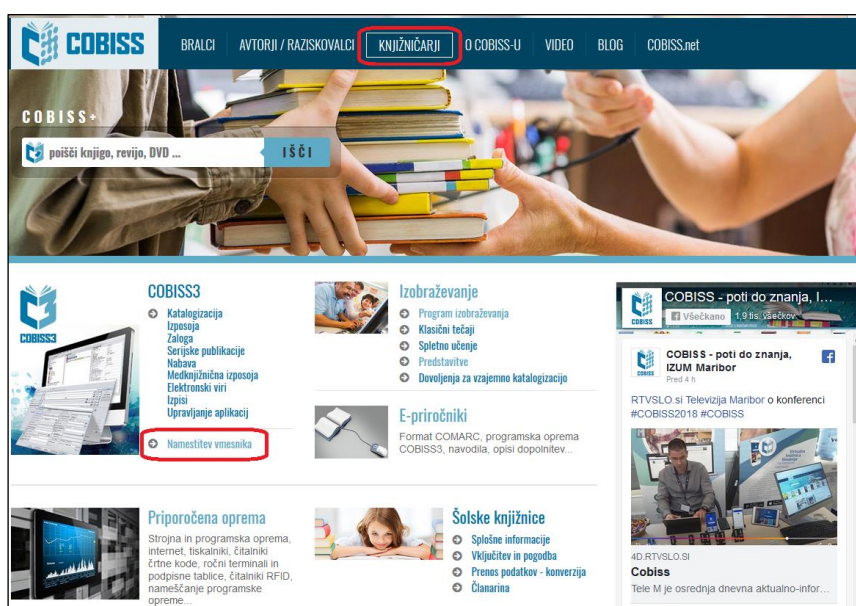 COBISS
BRALCI
AVTORJI / RAZISKOVALCI
KNJIŽNIČARJI
O COBISS-U
VIDEO
BLOG
COBISS.net
COBISS+
poišči knjigo, revijo, DVD ...
IŠČI
COBISS3
COBISS3
Katalogizacija
Izposoja
Zaloga
Serijske publikacije
Nabava
Medknjižnična izposoja
Elektronski viri
Izpisi
Upravljanje aplikacij
Namestitev vmesnika
Izobraževanje
Program izobraževanja
Klasični tečaji
Spletno učenje
Predstavitve
Dovoljenja za vzajemno katalogizacijo
E-priročniki
Format COMARC, programska oprema
COBISS3, navodila, opisi dopolnitev...
Priporočena oprema
Strojna in programska oprema,
internet, tiskalniki, čitalniki
črtne kode, ročni terminali in
podpisne tablice, čitalniki RFID,
nameščanje programske
opreme...
Šolske knjižnice
Splošne informacije
Vključitev in pogodba
Prenos podatkov - konverzija
Članarina
COBISS
COBISS - poti do znanja, I...
Všečkano
1,9 tis. všečkov
COBISS
COBISS - poti do znanja,
IZUM Maribor
Pred 4 h
RTVSLO.si Televizija Maribor o konferenci
#COBISS2018 #COBISS
4D.RTVSLO.SI
Cobiss
Tele M je osrednja dnevna aktualno-infor...